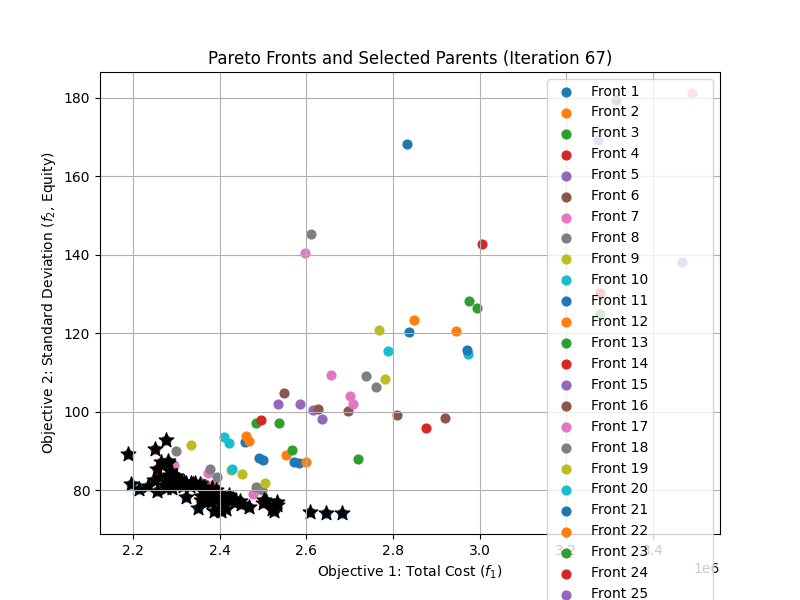 Pareto Fronts and Selected Parents (Iteration 67)
Objective 2: Standard Deviation (f2, Equity)
180
160
140
120
100
80
2.2
2.4
2.6
2.8
3.0
3.2
3.4
1e6
Objective 1: Total Cost (f1)
Front 1
Front 2
Front 3
Front 4
Front 5
Front 6
Front 7
Front 8
Front 9
Front 10
Front 11
Front 12
Front 13
Front 14
Front 15
Front 16
Front 17
Front 18
Front 19
Front 20
Front 21
Front 22
Front 23
Front 24
Front 25